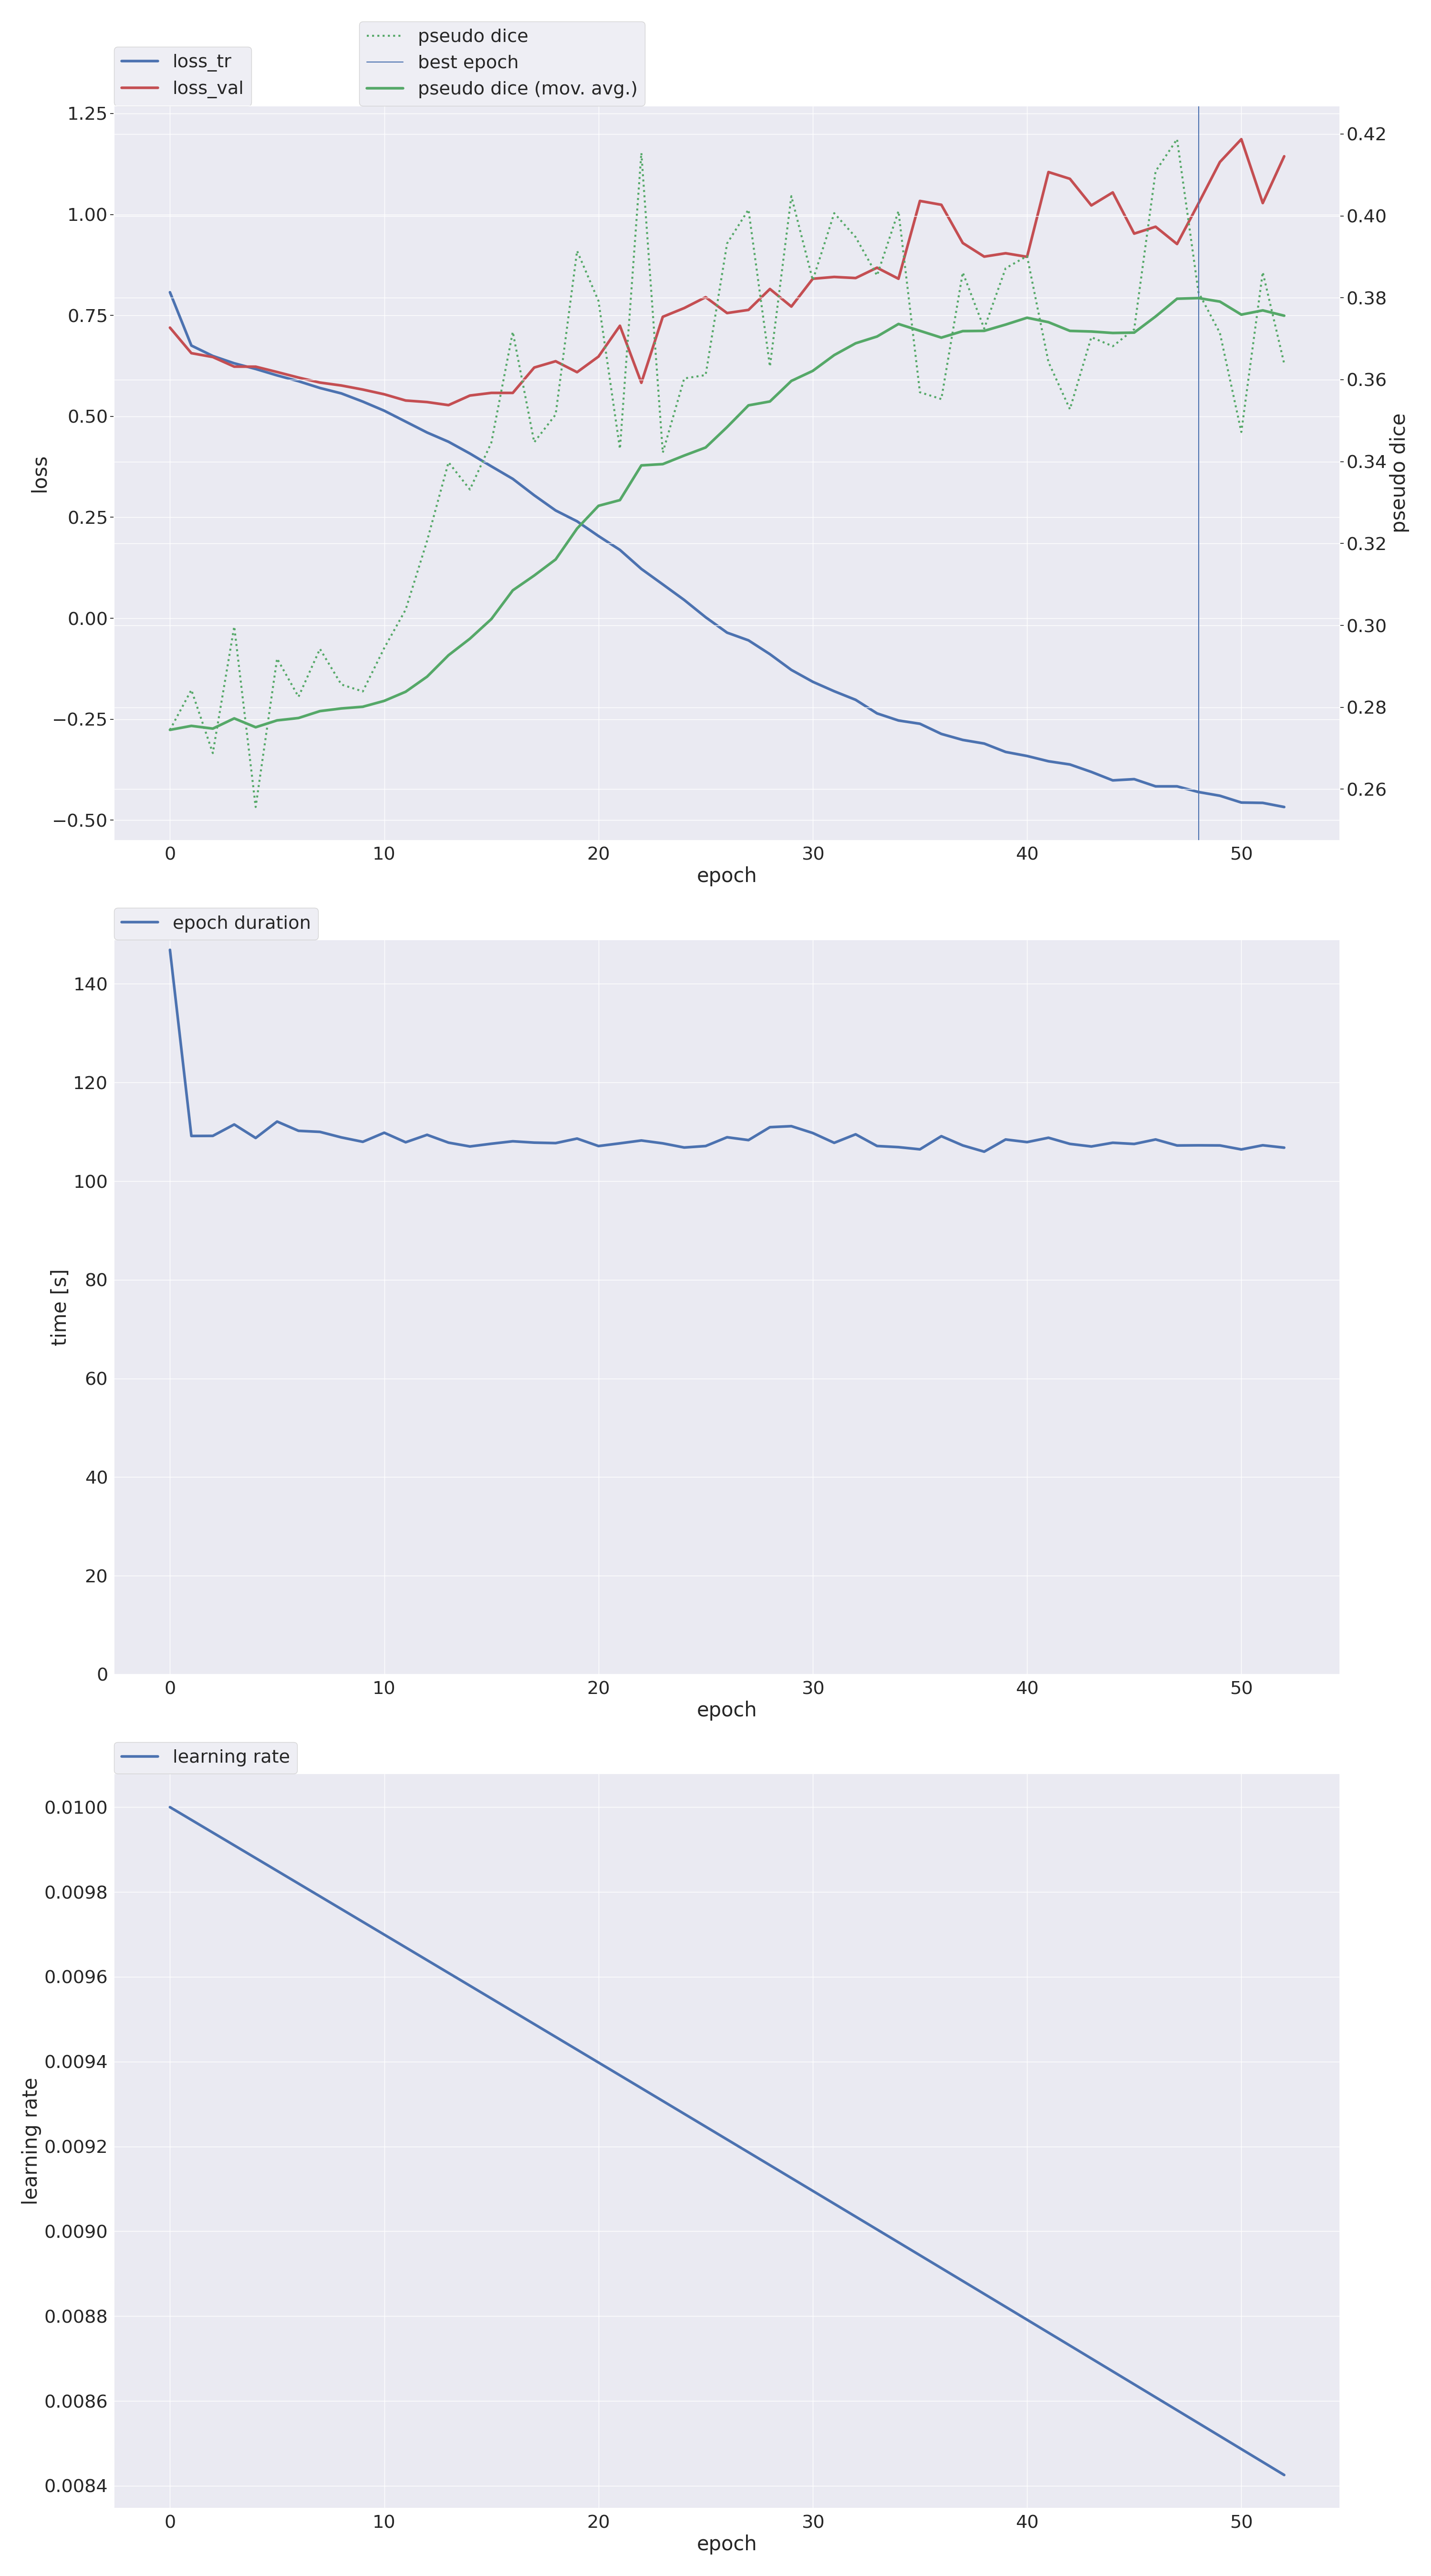 loss_tr
loss_val
pseudo dice
best epoch
pseudo dice (mov. avg.)
1.25
1.00
0.75
0.50
0.25
0.00
−0.25
−0.50
loss
0.42
0.40
0.38
0.36
0.34
0.32
0.30
0.28
0.26
pseudo dice
0 10 20 30 40 50
epoch
epoch duration
140
120
100
80
60
40
20
0
time [s]
0 10 20 30 40 50
epoch
learning rate
0.0100
0.0098
0.0096
0.0094
0.0092
0.0090
0.0088
0.0086
0.0084
learning rate
0 10 20 30 40 50
epoch